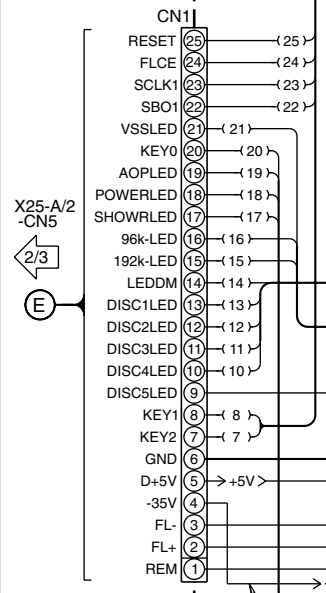 CN1
RESET 25 25
FLCE 24 24
SCLK1 23 23
SBO1 22 22
VSSLED 21 21
KEY0 20 20
AOPLED 19 19
POWERLED 18 18
SHOWRLED 17 17
96k-LED 16 16
192k-LED 15 15
LEDDM 14 14
DISC1LED 13 13
DISC2LED 12 12
DISC3LED 11 11
DISC4LED 10 10
DISC5LED 9
KEY1 8 8
KEY2 7 7
GND 6
D+5V 5 +5V
-35V 4
FL- 3
FL+ 2
REM 1
X25-A/2
-CN5
2/3
E